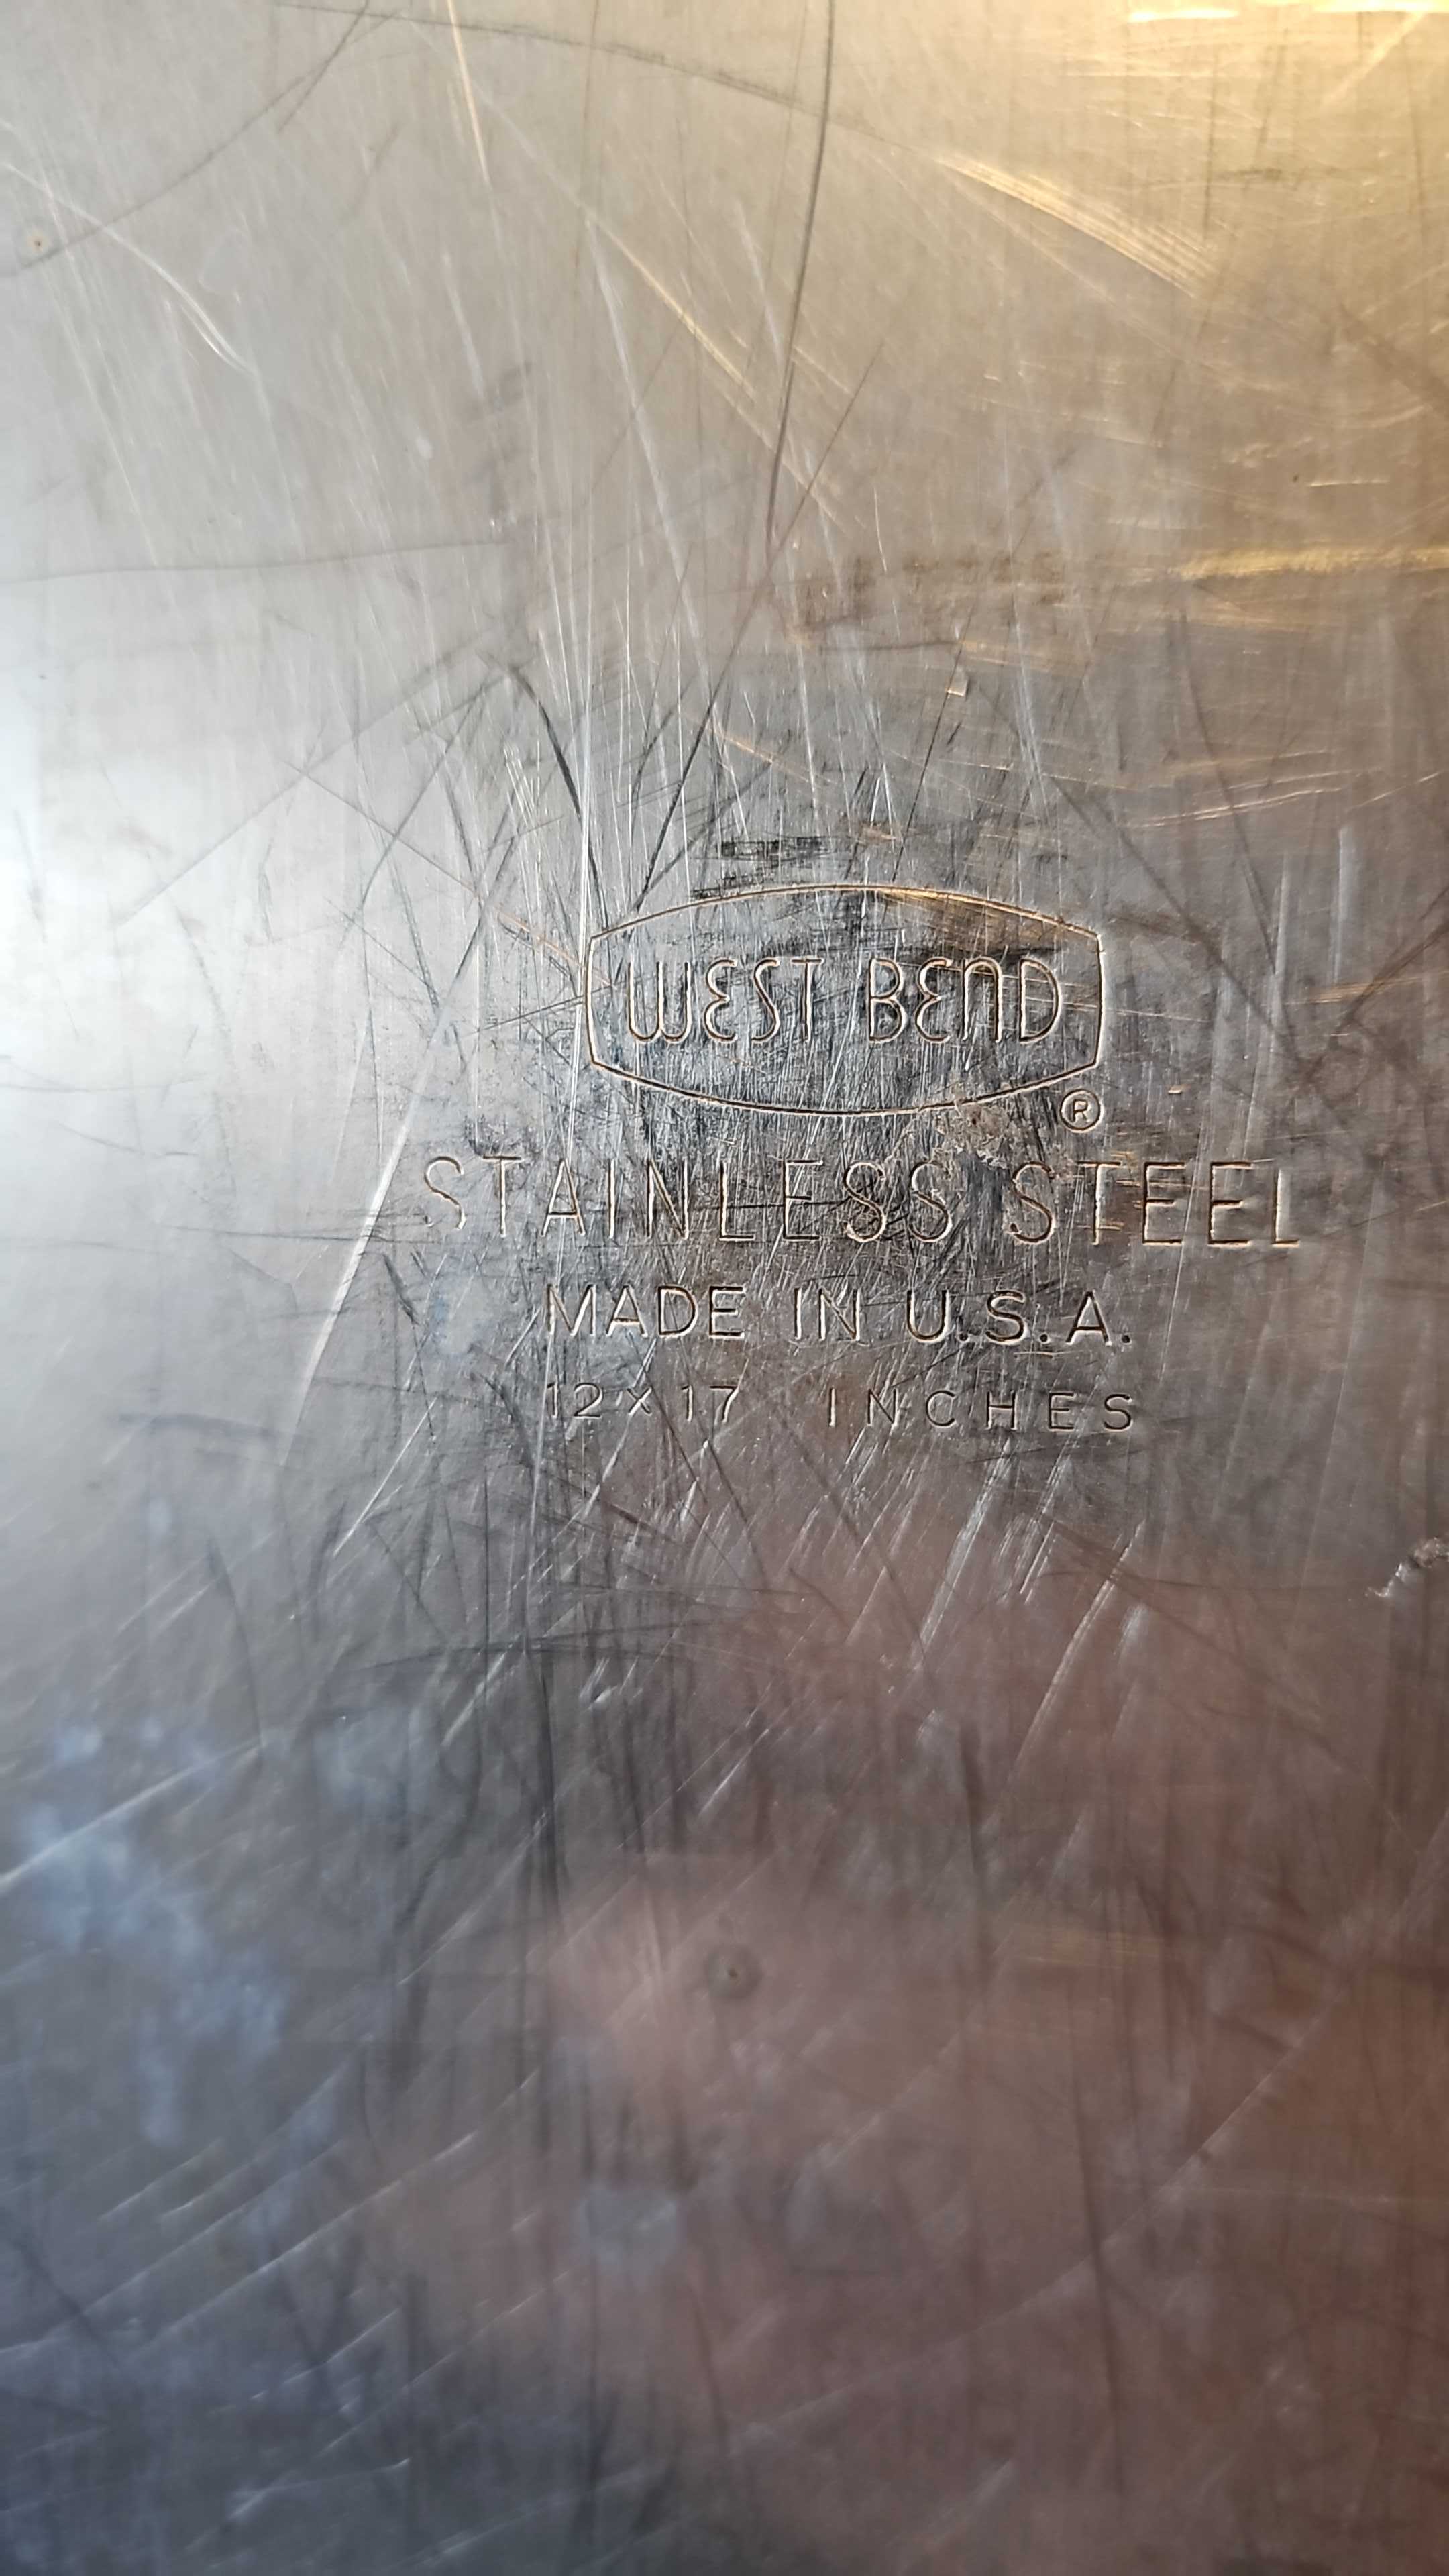 WEST BEND
®
STAINLESS STEEL
MADE IN U.S.A.
12 x 17 INCHES